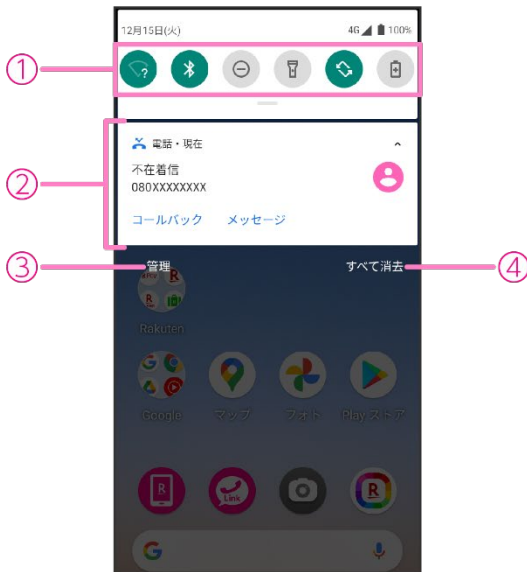 12月15日(火)
4G 100%
①
②
電話・現在
不在着信
080XXXXXXXX
コールバック メッセージ
③
管理
すべて消去
④
Rakuten
Google マップ フォト Play ストア
R
Link
R
G